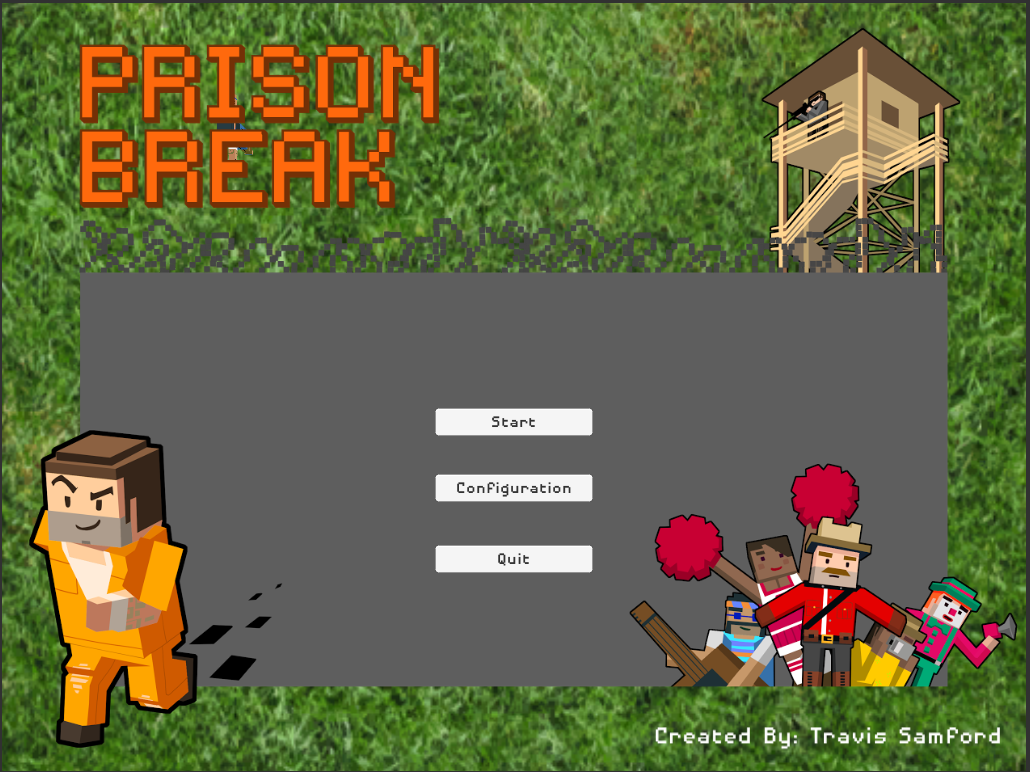 PRISON
BREAK
Start
Configuration
Quit
Created By: Travis Samford